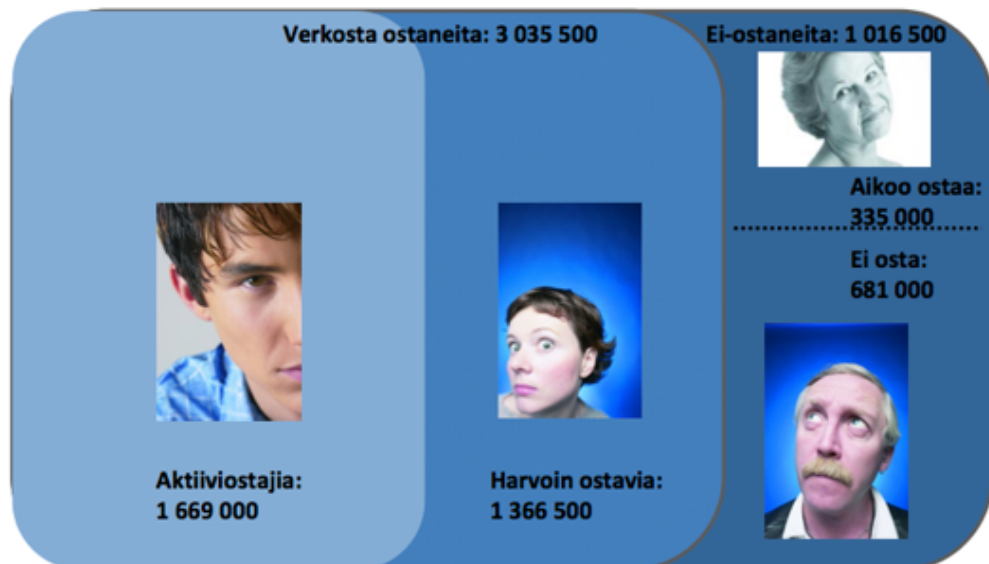 Verkosta ostaneita: 3 035 500
Ei-ostaneita: 1 016 500
Aikoo ostaa:
335 000
Ei osta:
681 000
Aktiiviostajia:
1 669 000
Harvoin ostavia:
1 366 500